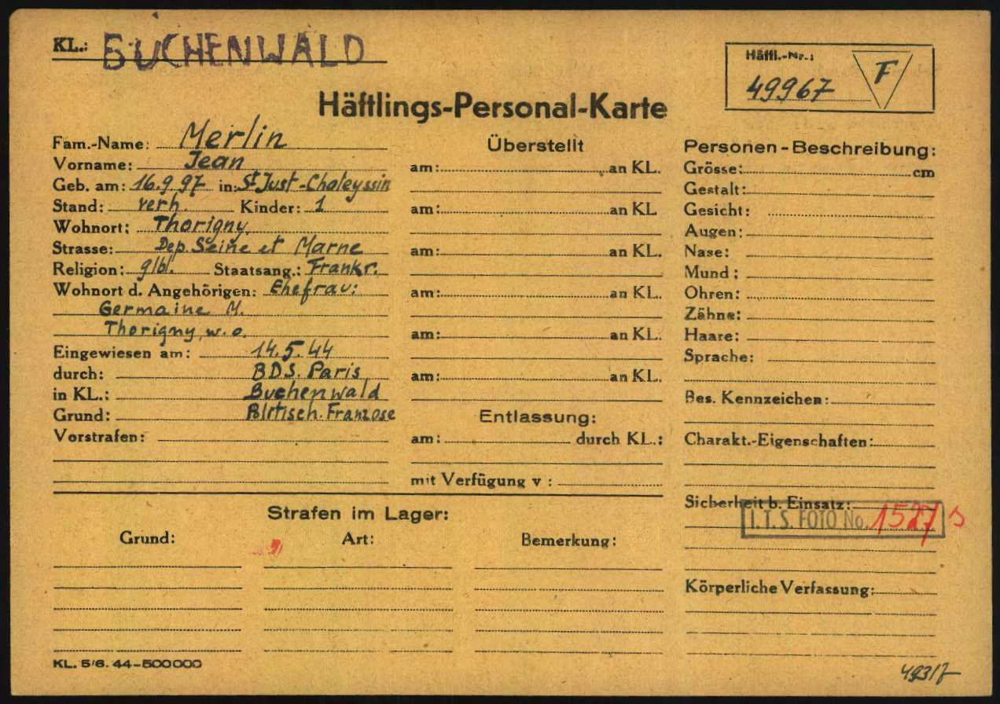 KL.: BUCHENWALD
Häftl.-Nr.:
49967 F
Häftlings-Personal-Karte
Fam.-Name: Merlin
Vorname: Jean
Geb. am: 16.9.97 in: St Just-Chaleyssin
Stand: verh. Kinder: 1
Wohnort: Thorigny.
Strasse: Dep. Seine et Marne
Religion: glbl. Staatsang.: Frankr.
Wohnort d. Angehörigen: Ehefrau:
Germaine M.
Thorigny, w. o.
Eingewiesen am: 14.5.44
durch: BDS. Paris
in KL.: Buchenwald
Grund: Politisch. Franzose
Vorstrafen:
Überstellt
am: an KL.
am: an KL
am: an KL.
am: an KL.
am: an KL.
am: an KL.
Entlassung:
am: durch KL.:
mit Verfügung v :
Personen-Beschreibung:
Grösse: cm
Gestalt:
Gesicht:
Augen:
Nase:
Mund:
Ohren:
Zähne:
Haare:
Sprache:
Bes. Kennzeichen:
Charakt.-Eigenschaften:
Sicherheit b. Einsatz:
I.T.S. FOTO No. 1527
Körperliche Verfassung:
Strafen im Lager:
Grund: Art: Bemerkung:
KL. 5/6. 44-500000